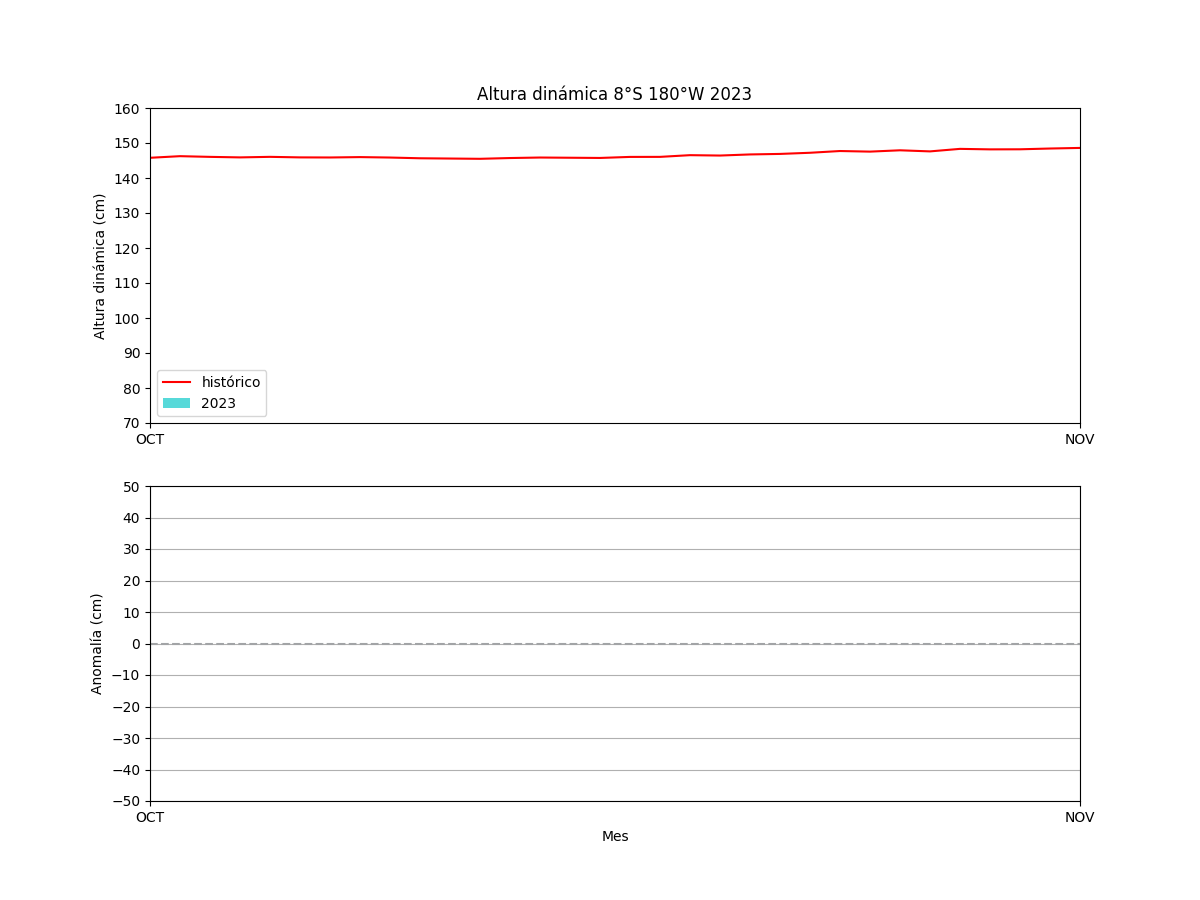 Altura dinámica 8°S 180°W 2023
160
150
140
130
120
110
100
90
80
70
Altura dinámica (cm)
histórico
2023
OCT
NOV
50
40
30
20
10
0
−10
−20
−30
−40
−50
Anomalía (cm)
OCT
NOV
Mes